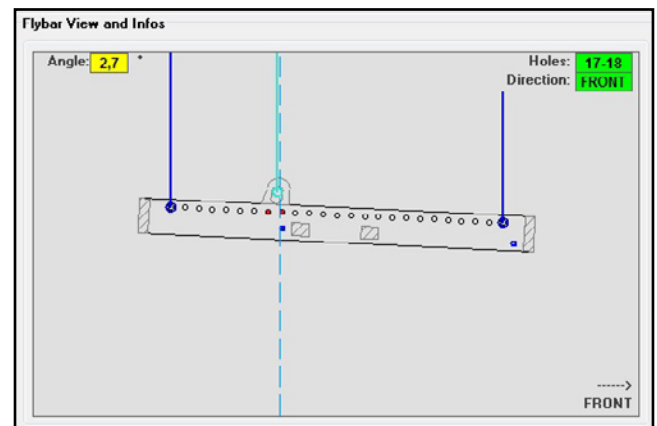 Flybar View and Infos
Angle: 2,7 °
Holes: 17-18
Direction: FRONT
------>
FRONT